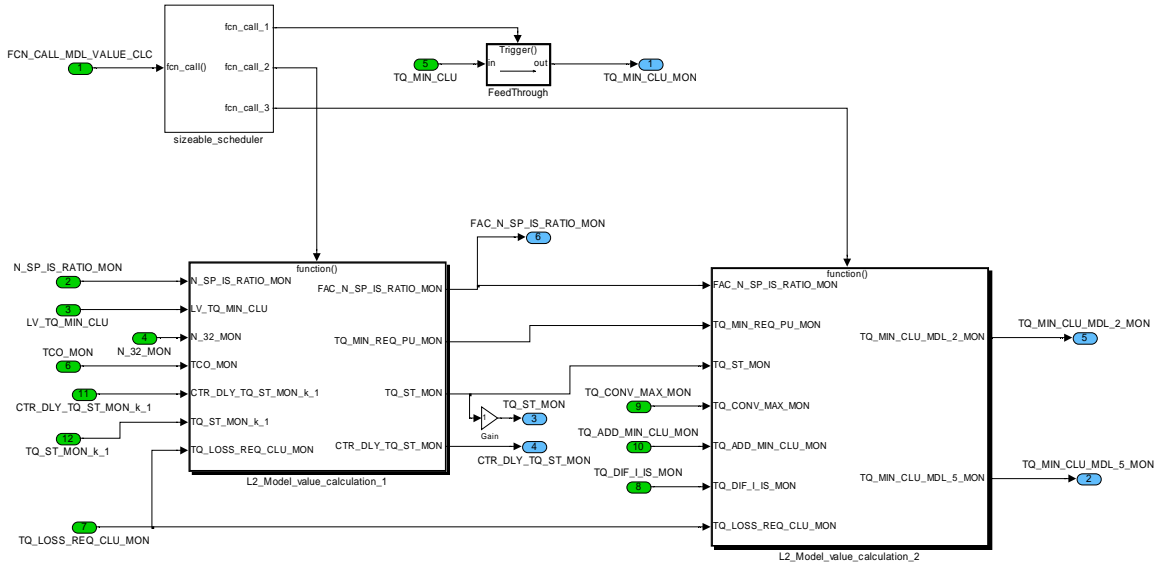 FCN_CALL_MDL_VALUE_CLC
1
fcn_call()
fcn_call_1
fcn_call_2
fcn_call_3
sizeable_scheduler
5
TQ_MIN_CLU
Trigger()
in
out
FeedThrough
1
TQ_MIN_CLU_MON
FAC_N_SP_IS_RATIO_MON
6
N_SP_IS_RATIO_MON
2
3
LV_TQ_MIN_CLU
4
N_32_MON
TCO_MON
6
11
CTR_DLY_TQ_ST_MON_k_1
12
TQ_ST_MON_k_1
7
TQ_LOSS_REQ_CLU_MON
function()
N_SP_IS_RATIO_MON
LV_TQ_MIN_CLU
N_32_MON
TCO_MON
CTR_DLY_TQ_ST_MON_k_1
TQ_ST_MON_k_1
TQ_LOSS_REQ_CLU_MON
FAC_N_SP_IS_RATIO_MON
TQ_MIN_REQ_PU_MON
TQ_ST_MON
CTR_DLY_TQ_ST_MON
L2_Model_value_calculation_1
1
Gain
TQ_ST_MON
3
4
CTR_DLY_TQ_ST_MON
TQ_CONV_MAX_MON
9
TQ_ADD_MIN_CLU_MON
10
TQ_DIF_I_IS_MON
8
function()
FAC_N_SP_IS_RATIO_MON
TQ_MIN_REQ_PU_MON
TQ_ST_MON
TQ_CONV_MAX_MON
TQ_ADD_MIN_CLU_MON
TQ_DIF_I_IS_MON
TQ_LOSS_REQ_CLU_MON
TQ_MIN_CLU_MDL_2_MON
TQ_MIN_CLU_MDL_5_MON
L2_Model_value_calculation_2
TQ_MIN_CLU_MDL_2_MON
5
TQ_MIN_CLU_MDL_5_MON
2